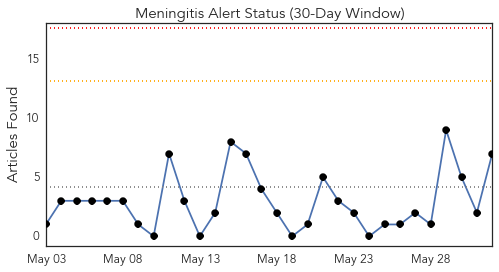 Meningitis Alert Status (30-Day Window)
Articles Found
15
10
5
0
May 03 May 08 May 13 May 18 May 23 May 28